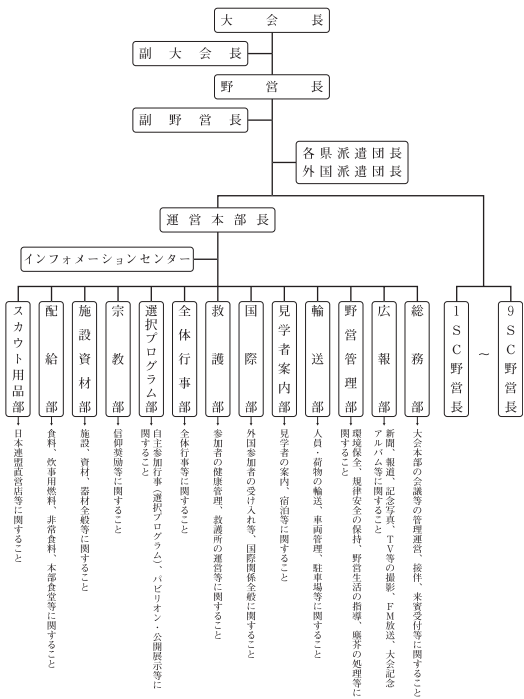 大会長
副大会長
野営長
副野営長
各県派遣団長
外国派遣団長
運営本部長
インフォメーションセンター
スカウト用品部
配給部
施設資材部
宗教部
選択プログラム部
全体行事部
救護部
国際部
見学者案内部
輸送部
野営管理部
広報部
総務部
1SC野営長
～
9SC野営長
日本連盟直営店等に関すること
食料、炊事用燃料、非常食料、本部食堂等に関すること
施設、資材、器材全般等に関すること
信仰奨励等に関すること
自主参加行事（選択プログラム）、パビリオン・公開展示等に
関すること
全体行事等に関すること
参加者の健康管理、救護所の運営等に関すること
外国参加者の受け入れ等、国際関係全般に関すること
見学者の案内、宿泊等に関すること
人員・荷物の輸送、車両管理、駐車場等に関すること
環境保全、規律安全の保持、野営生活の指導、塵芥の処理等に
関すること
新聞、報道、記念写真、TV等の撮影、FM放送、大会記念
アルバム等に関すること
大会本部の会議等の管理運営、接伴、来賓受付等に関すること